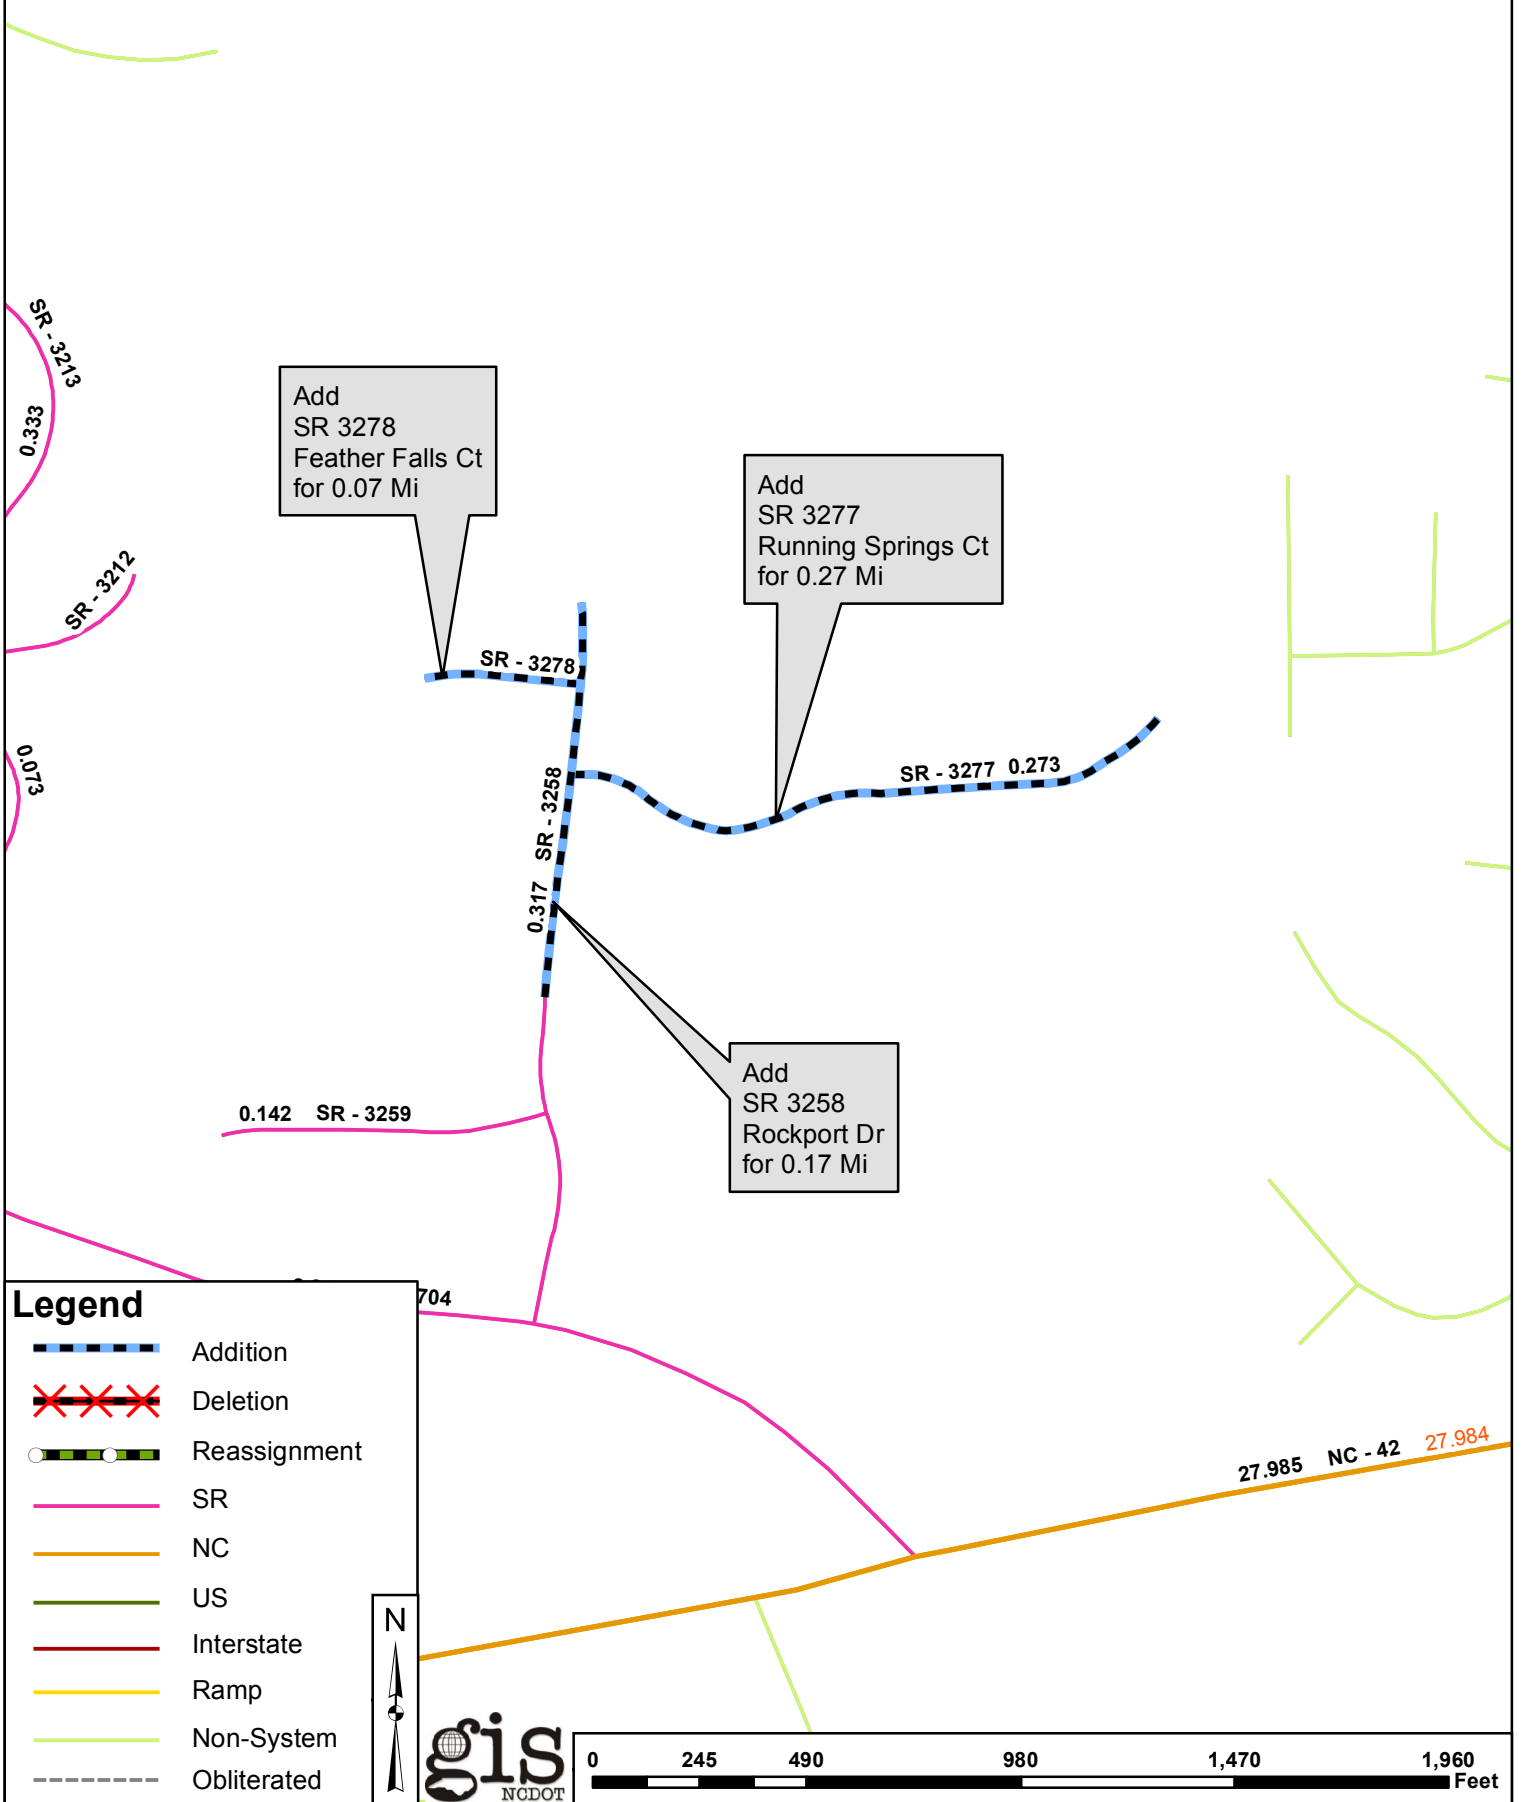 SR - 3213
0.333
Add
SR 3278
Feather Falls Ct
for 0.07 Mi
Add
SR 3277
Running Springs Ct
for 0.27 Mi
SR - 3212
SR - 3278
0.073
SR - 3277 0.273
0.317 SR - 3258
Add
SR 3258
Rockport Dr
for 0.17 Mi
0.142 SR - 3259
704
27.985 NC - 42 27.984
Legend
Addition
Deletion
Reassignment
SR
NC
US
Interstate
Ramp
Non-System
Obliterated
N
gis
NCDOT
0 245 490 980 1,470 1,960
Feet